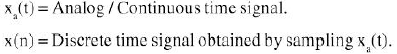 xₐ(t) = Analog / Continuous time signal.
x(n) = Discrete time signal obtained by sampling xₐ(t).